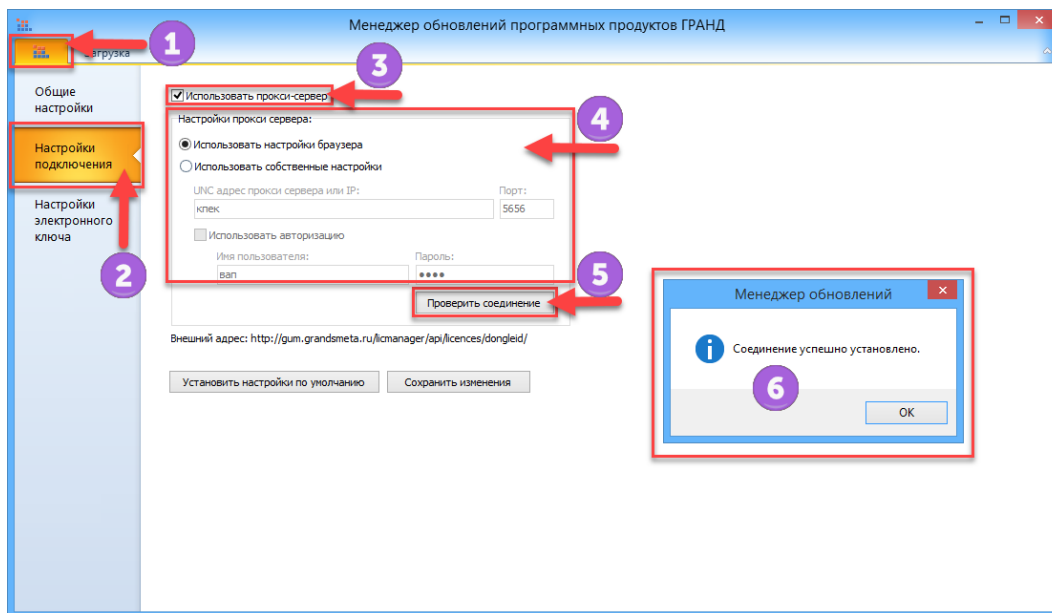 Менеджер обновлений программных продуктов ГРАНД
1
Загрузка
3
Общие
настройки
Использовать прокси-сервер
4
Настройки прокси сервера:
Настройки
подключения
Использовать настройки браузера
Использовать собственные настройки
UNC адрес прокси сервера или IP:
Порт:
Настройки
электронного
ключа
кпек
5656
Использовать авторизацию
Имя пользователя:
Пароль:
2
вап
5
Проверить соединение
Менеджер обновлений
Внешний адрес: http://gum.grandsmeta.ru/licmanager/api/licences/dongleid/
Соединение успешно установлено.
Установить настройки по умолчанию
Сохранить изменения
6
ОК